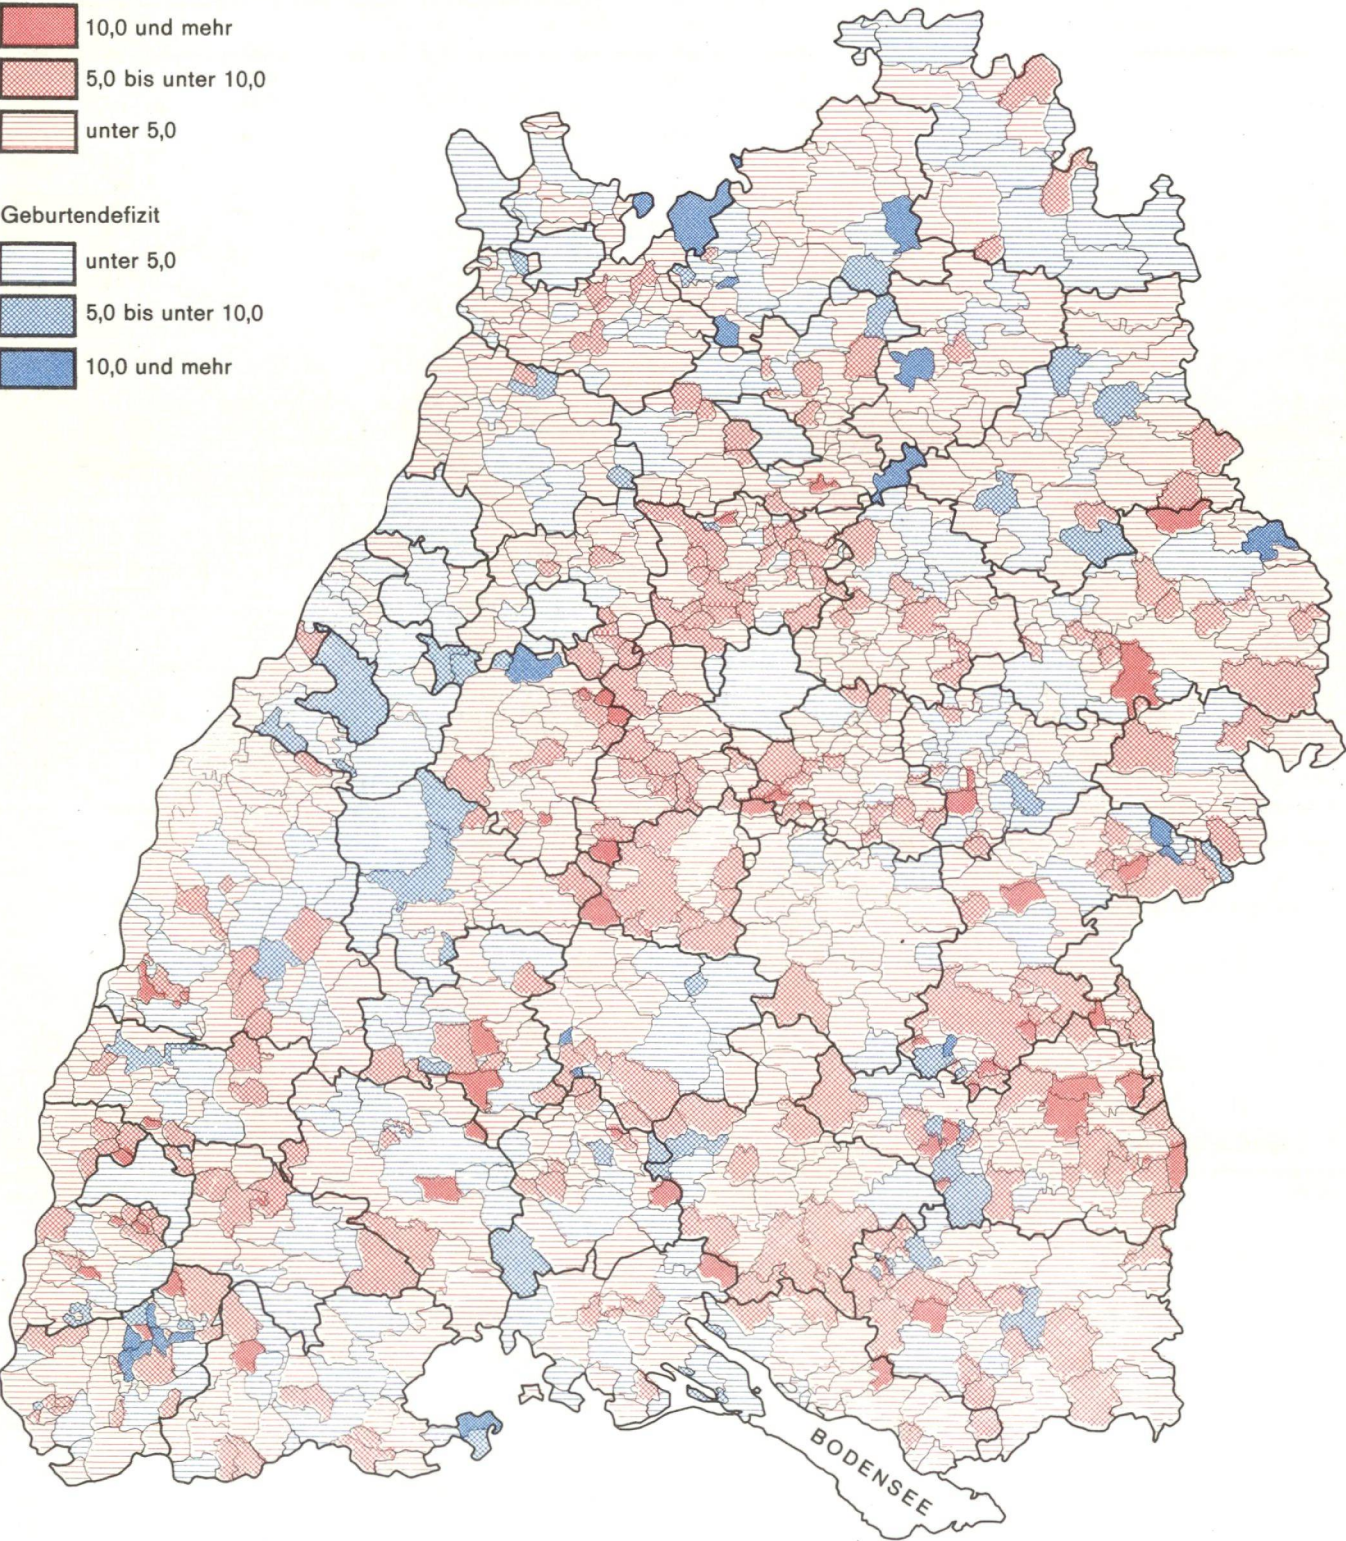 10,0 und mehr
5,0 bis unter 10,0
unter 5,0
Geburtendefizit
unter 5,0
5,0 bis unter 10,0
10,0 und mehr
BODENSEE